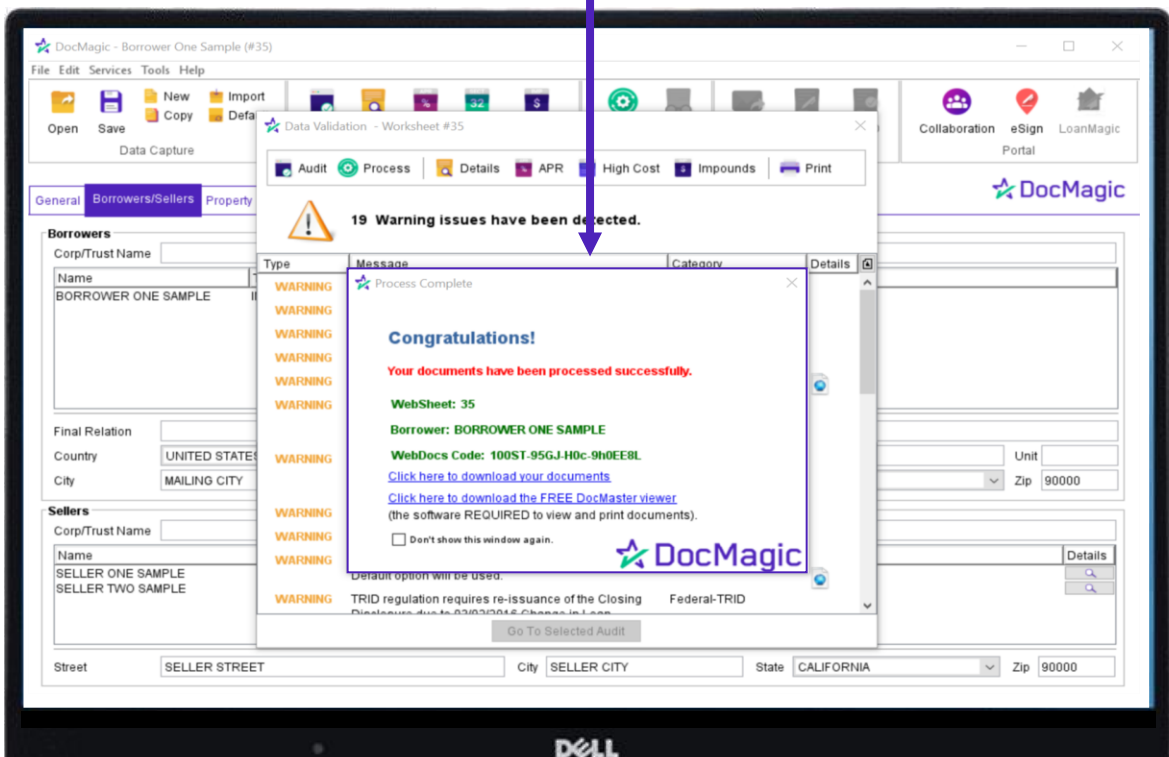 DocMagic - Borrower One Sample (#35)
File Edit Services Tools Help
Open
Save
New
Copy
Import
Data Capture
32
$
Collaboration
eSign
LoanMagic
Portal
General
Borrowers/Sellers
Property
DocMagic
Borrowers
Corp/Trust Name
Name
BORROWER ONE SAMPLE
Final Relation
Country
Unit
City
MAILING CITY
Zip
90000
Sellers
Corp/Trust Name
Name
Details
SELLER ONE SAMPLE
SELLER TWO SAMPLE
Street
SELLER STREET
City
SELLER CITY
State
CALIFORNIA
Zip
90000
Data Validation - Worksheet #35
Audit
Process
Details
APR
High Cost
Impounds
Print
19 Warning issues have been detected.
Type
Message
Category
Details
WARNING
WARNING
WARNING
WARNING
WARNING
WARNING
WARNING
WARNING
WARNING
WARNING
Default option will be used.
WARNING
TRID regulation requires re-issuance of the Closing
Federal-TRID
Go To Selected Audit
Process Complete
Congratulations!
Your documents have been processed successfully.
WebSheet: 35
Borrower: BORROWER ONE SAMPLE
WebDocs Code: 100ST-95GJ-H0c-9h0EE8L
Click here to download your documents
Click here to download the FREE DocMaster viewer
(the software REQUIRED to view and print documents).
Don't show this window again.
DocMagic
DELL